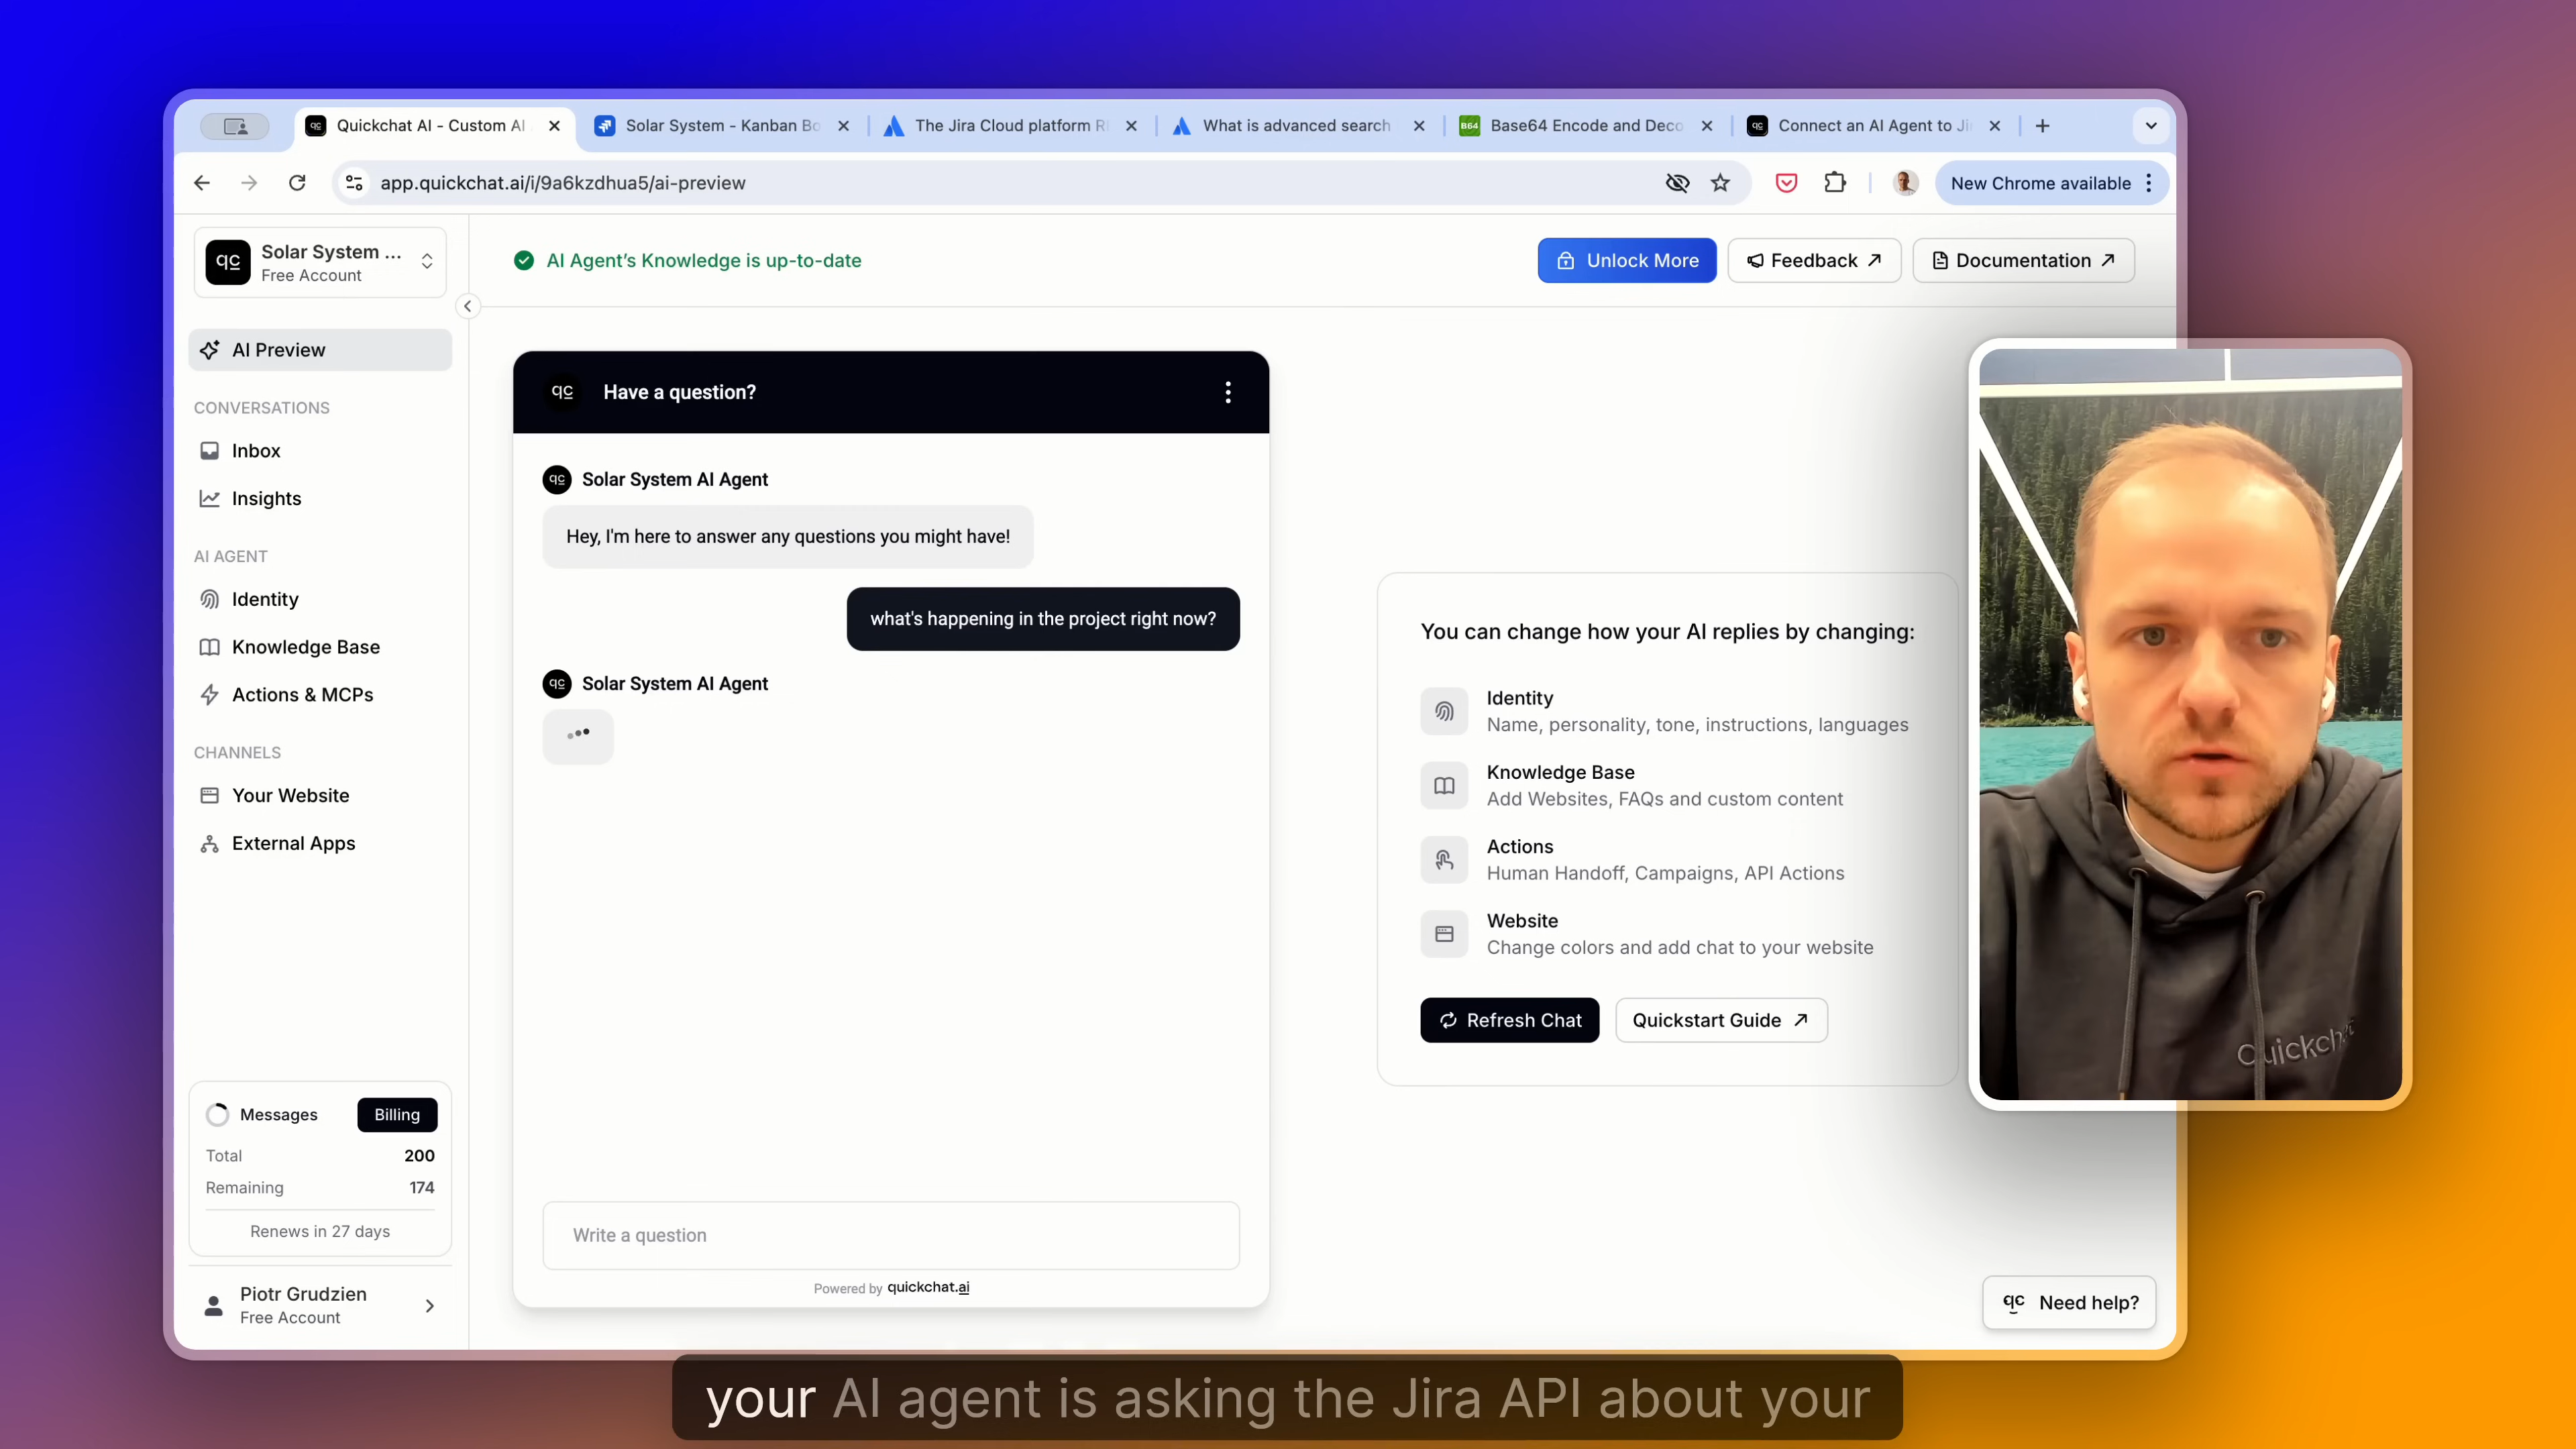 Quickchat AI - Custom AI
Solar System - Kanban Bo
The Jira Cloud platform R
What is advanced search
B64
Base64 Encode and Deco
qc
Connect an AI Agent to Ji
app.quickchat.ai/i/9a6kzdhua5/ai-preview
New Chrome available
qc
Solar System ...
Free Account
AI Agent's Knowledge is up-to-date
Unlock More
Feedback
Documentation
AI Preview
CONVERSATIONS
Inbox
Insights
AI AGENT
Identity
Knowledge Base
Actions & MCPs
CHANNELS
Your Website
External Apps
Messages
Billing
Total
200
Remaining
174
Renews in 27 days
Piotr Grudzien
Free Account
qc
Have a question?
qc
Solar System AI Agent
Hey, I'm here to answer any questions you might have!
what's happening in the project right now?
qc
Solar System AI Agent
Write a question
Powered by quickchat.ai
You can change how your AI replies by changing:
Identity
Name, personality, tone, instructions, languages
Knowledge Base
Add Websites, FAQs and custom content
Actions
Human Handoff, Campaigns, API Actions
Website
Change colors and add chat to your website
Refresh Chat
Quickstart Guide
Quickchat
qc
Need help?
your AI agent is asking the Jira API about your